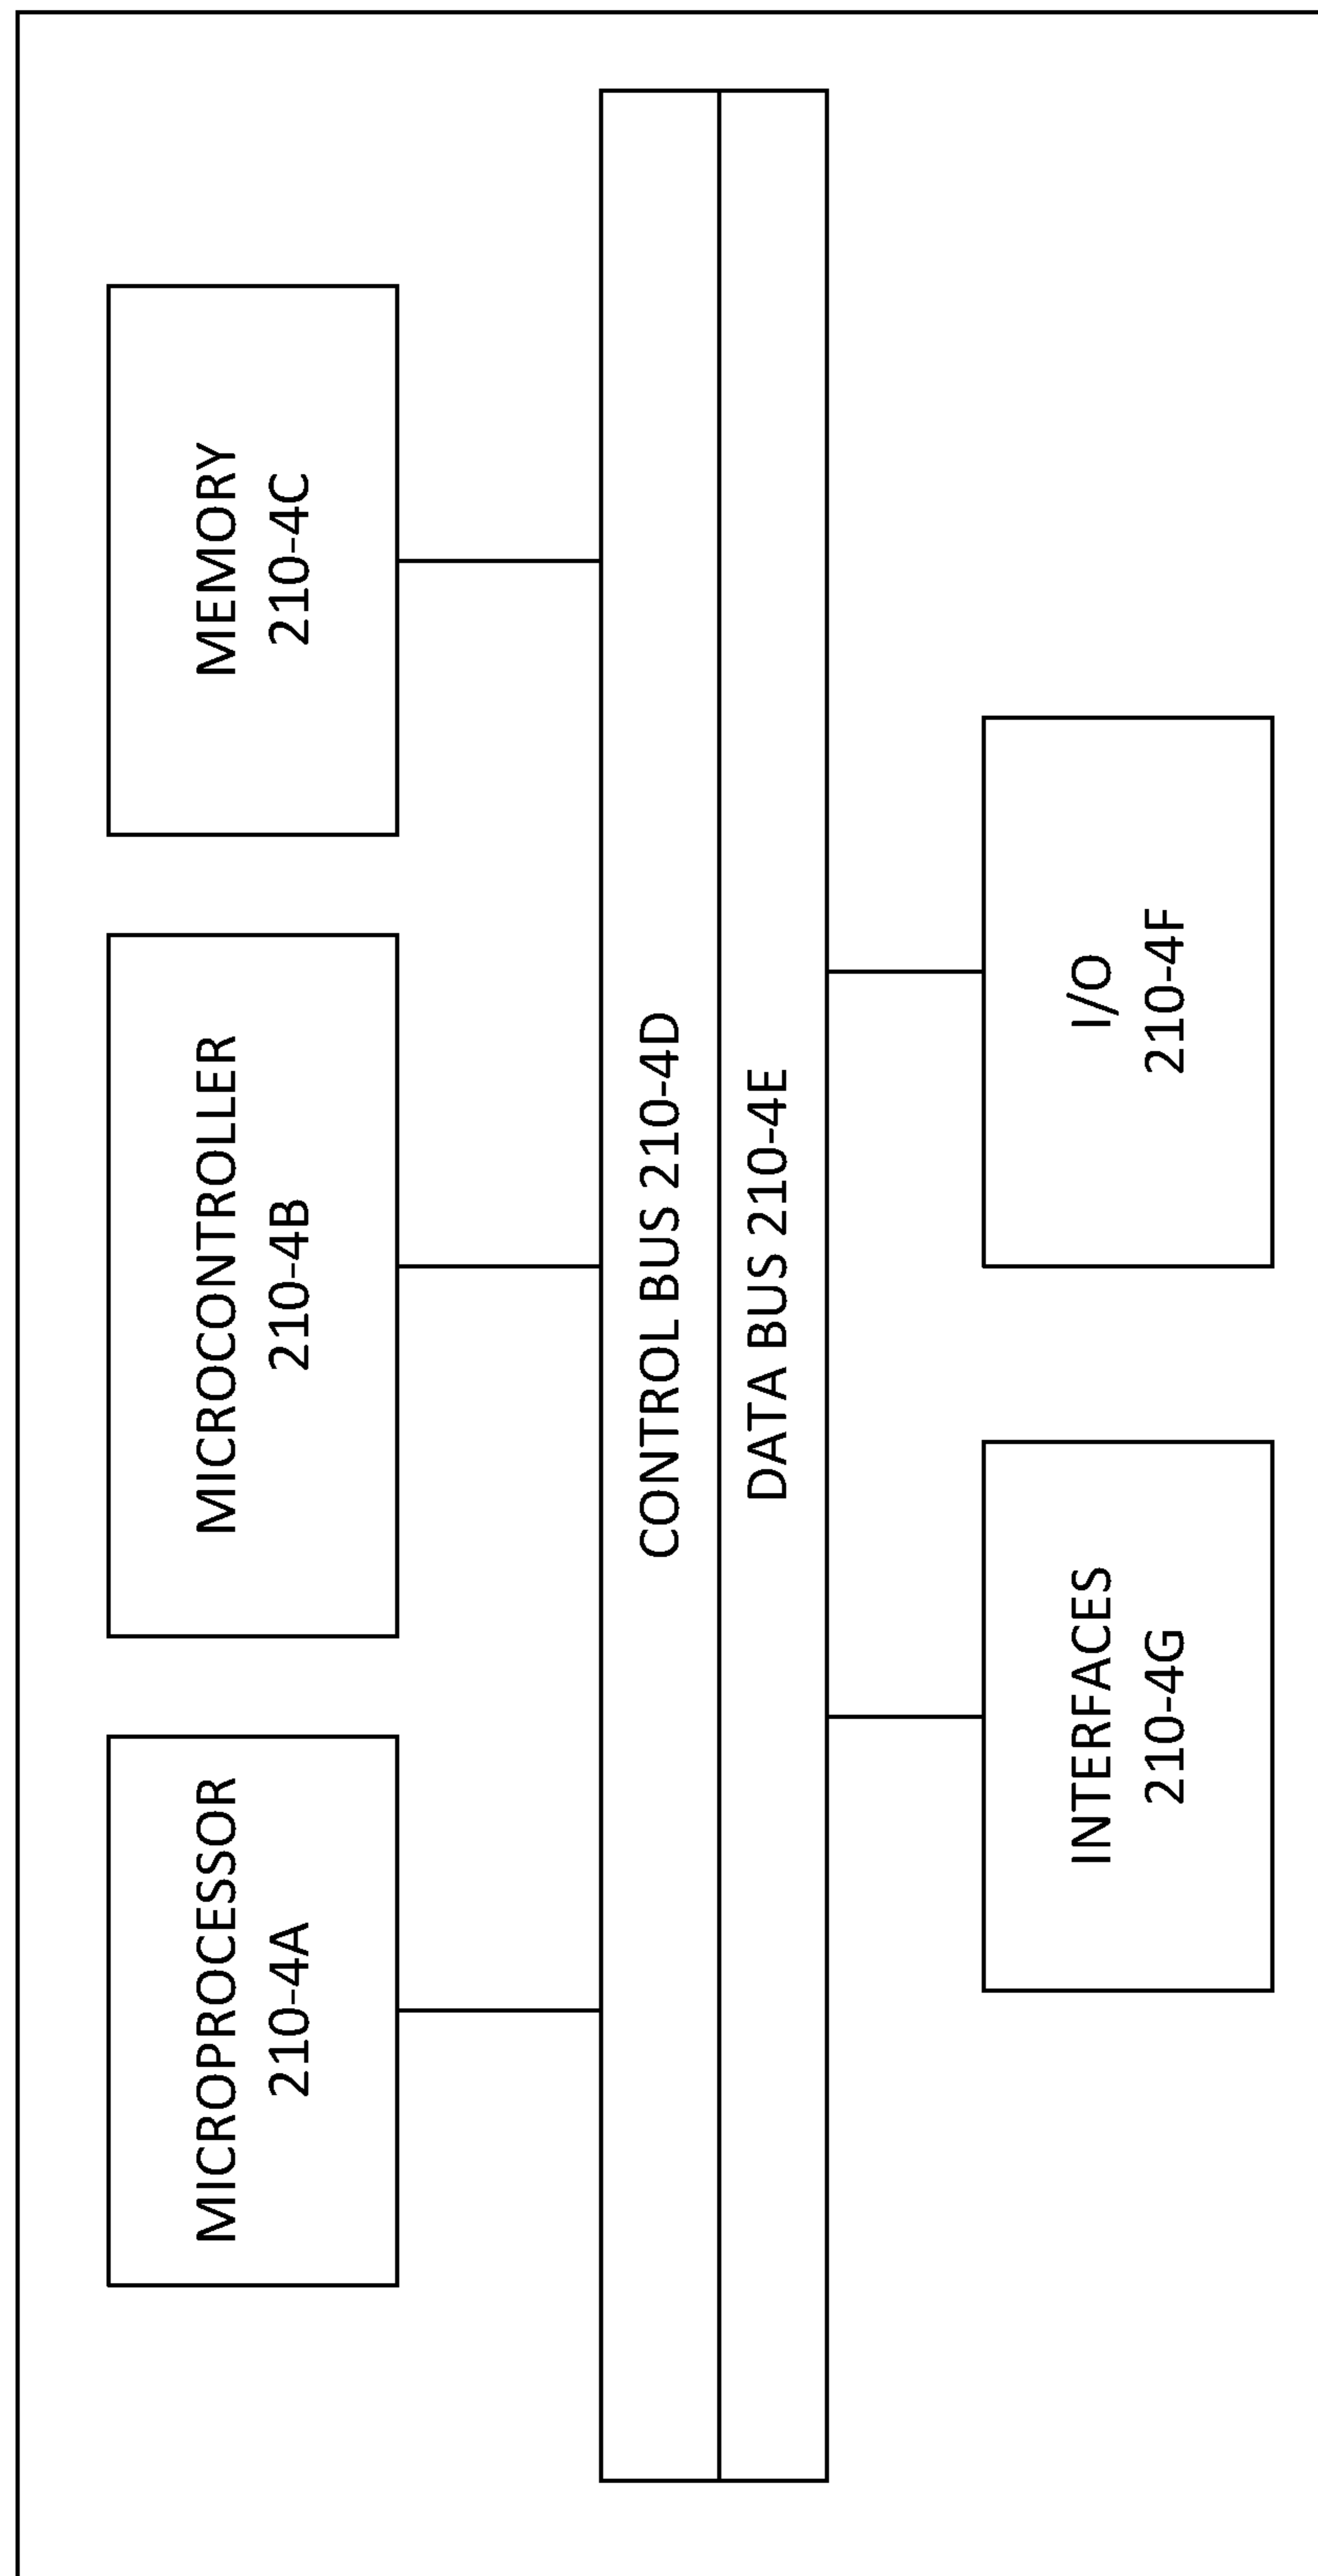 MICROPROCESSOR
210-4A
MICROCONTROLLER
210-4B
MEMORY
210-4C
CONTROL BUS 210-4D
DATA BUS 210-4E
INTERFACES
210-4G
I/O
210-4F